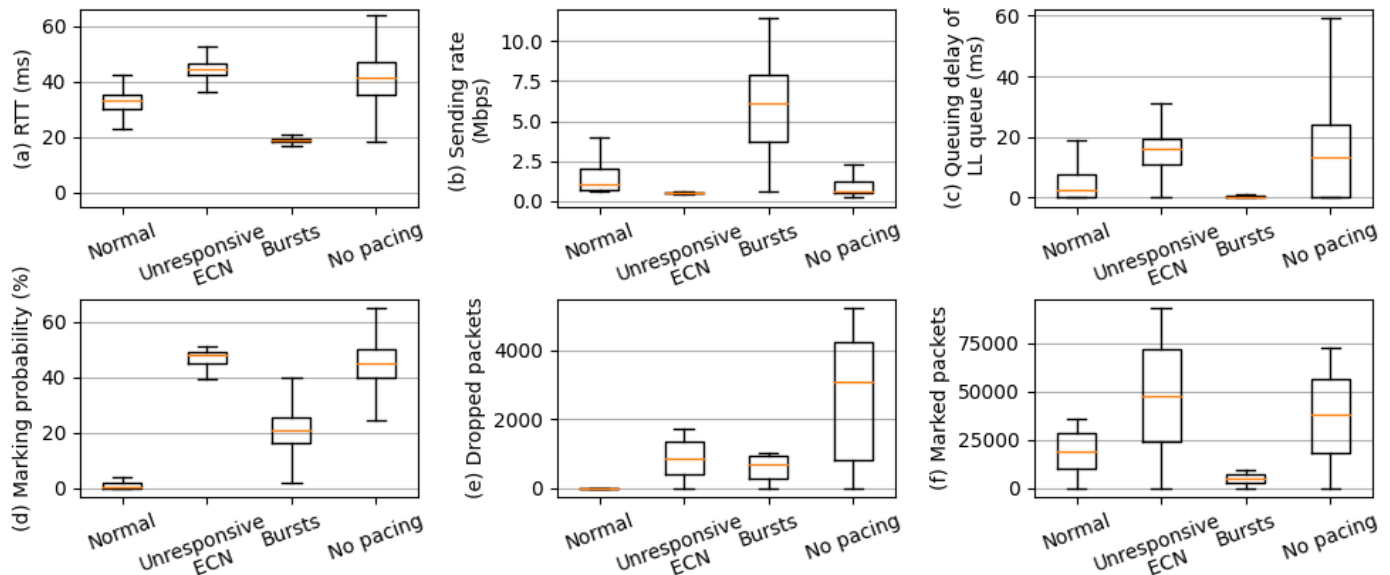 (a) RTT (ms)
60
40
20
0
Normal
Unresponsive
ECN
Bursts
No pacing
(b) Sending rate
(Mbps)
10.0
7.5
5.0
2.5
0.0
Normal
Unresponsive
ECN
Bursts
No pacing
(c) Queuing delay of
LL queue (ms)
60
40
20
0
Normal
Unresponsive
ECN
Bursts
No pacing
(d) Marking probability (%)
60
40
20
0
Normal
Unresponsive
ECN
Bursts
No pacing
(e) Dropped packets
4000
2000
0
Normal
Unresponsive
ECN
Bursts
No pacing
(f) Marked packets
75000
50000
25000
0
Normal
Unresponsive
ECN
Bursts
No pacing